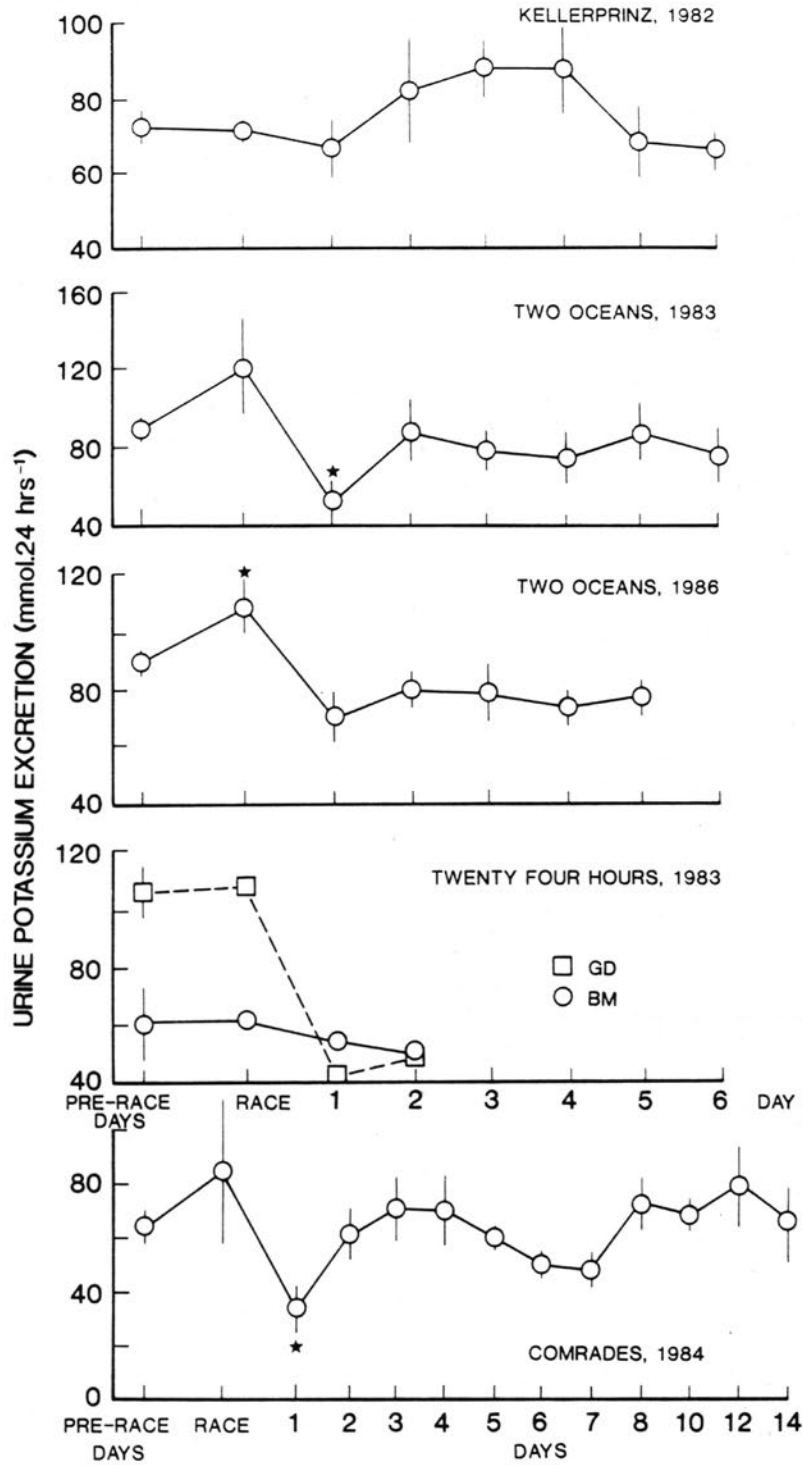 KELLERPRINZ, 1982
100
80
60
40
TWO OCEANS, 1983
160
120
80
40
TWO OCEANS, 1986
120
80
40
URINE POTASSIUM EXCRETION (mmol.24 hrs⁻¹)
TWENTY FOUR HOURS, 1983
120
80
40
GD
BM
PRE-RACE DAYS RACE 1 2 3 4 5 6 DAY
80
40
0
COMRADES, 1984
PRE-RACE RACE 1 2 3 4 5 6 7 8 10 12 14
DAYS DAYS